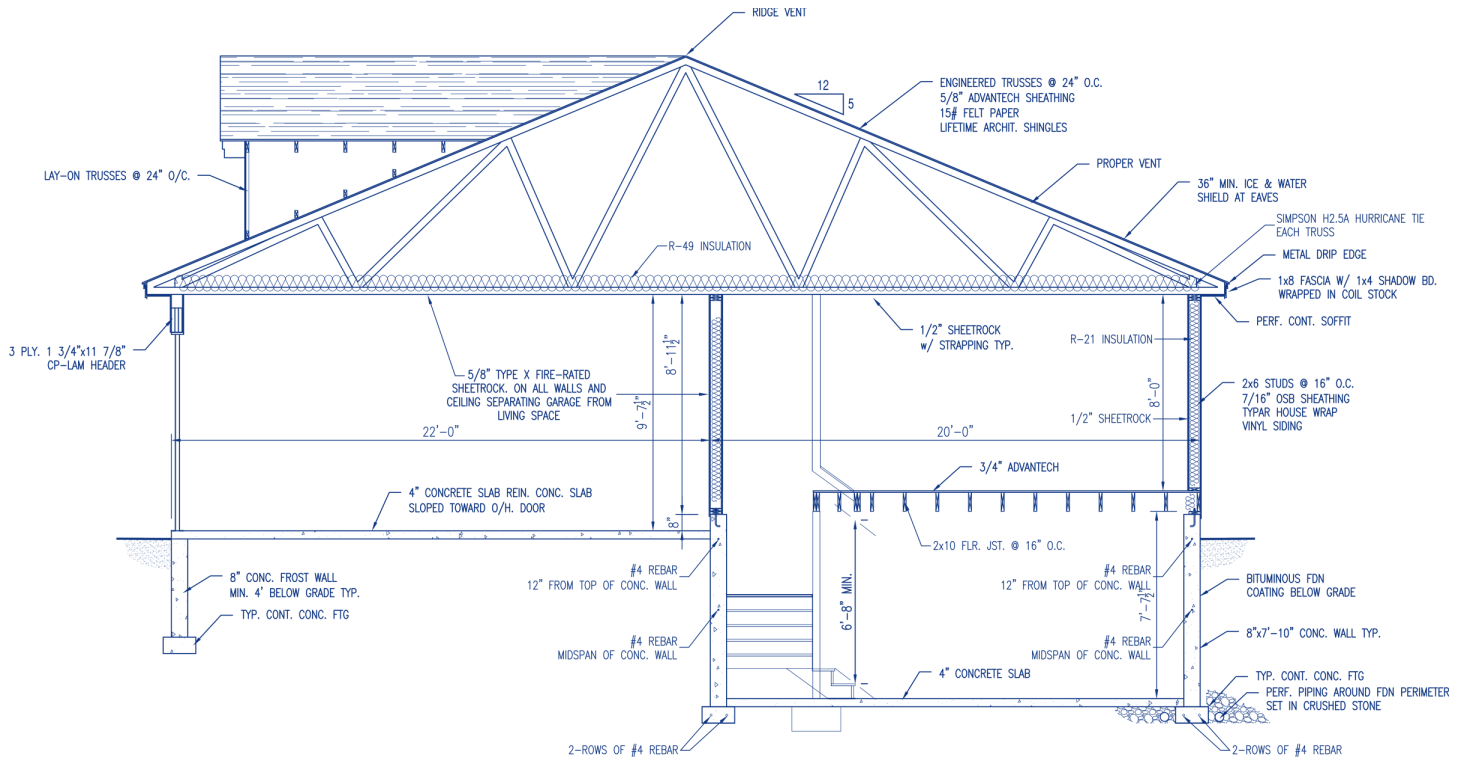 RIDGE VENT
12
5
ENGINEERED TRUSSES @ 24" O.C.
5/8" ADVANTECH SHEATHING
15# FELT PAPER
LIFETIME ARCHIT. SHINGLES
LAY-ON TRUSSES @ 24" O/C.
PROPER VENT
36" MIN. ICE & WATER
SHIELD AT EAVES
SIMPSON H2.5A HURRICANE TIE
EACH TRUSS
R-49 INSULATION
METAL DRIP EDGE
1x8 FASCIA W/ 1x4 SHADOW BD.
WRAPPED IN COIL STOCK
PERF. CONT. SOFFIT
3 PLY. 1 3/4"x11 7/8"
CP-LAM HEADER
1/2" SHEETROCK
w/ STRAPPING TYP.
R-21 INSULATION
5/8" TYPE X FIRE-RATED
SHEETROCK. ON ALL WALLS AND
CEILING SEPARATING GARAGE FROM
LIVING SPACE
9'-7 1/2"
8'-11 1/2"
8'-0"
2x6 STUDS @ 16" O.C.
7/16" OSB SHEATHING
TYPAR HOUSE WRAP
VINYL SIDING
1/2" SHEETROCK
22'-0"
20'-0"
3/4" ADVANTECH
4" CONCRETE SLAB REIN. CONC. SLAB
SLOPED TOWARD O/H. DOOR
8"
2x10 FLR. JST. @ 16" O.C.
#4 REBAR
12" FROM TOP OF CONC. WALL
#4 REBAR
12" FROM TOP OF CONC. WALL
8" CONC. FROST WALL
MIN. 4' BELOW GRADE TYP.
BITUMINOUS FDN
COATING BELOW GRADE
TYP. CONT. CONC. FTG
6'-8" MIN.
7'-7 1/2"
#4 REBAR
MIDSPAN OF CONC. WALL
#4 REBAR
MIDSPAN OF CONC. WALL
8"x7'-10" CONC. WALL TYP.
4" CONCRETE SLAB
TYP. CONT. CONC. FTG
PERF. PIPING AROUND FDN PERIMETER
SET IN CRUSHED STONE
2-ROWS OF #4 REBAR
2-ROWS OF #4 REBAR